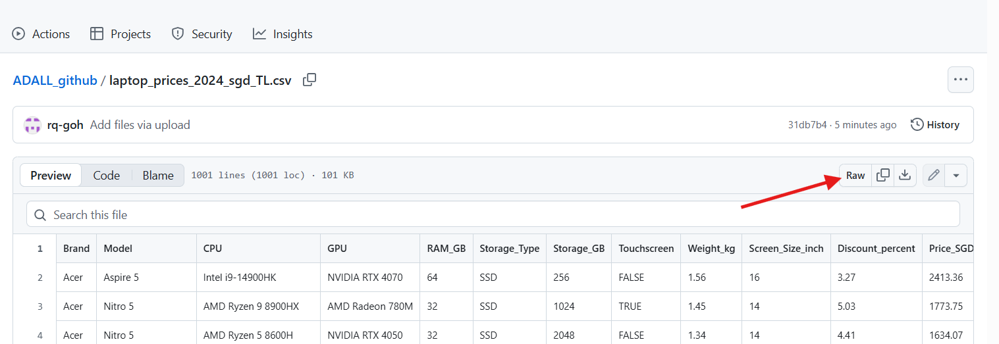 Actions Projects Security Insights
ADALL_github / laptop_prices_2024_sgd_TL.csv
rq-goh Add files via upload 31db7b4 · 5 minutes ago History
Preview Code Blame 1001 lines (1001 loc) · 101 KB Raw
Search this file
1 Brand Model CPU GPU RAM_GB Storage_Type Storage_GB Touchscreen Weight_kg Screen_Size_inch Discount_percent Price_SGD
2 Acer Aspire 5 Intel i9-14900HK NVIDIA RTX 4070 64 SSD 256 FALSE 1.56 16 3.27 2413.36
3 Acer Nitro 5 AMD Ryzen 9 8900HX AMD Radeon 780M 32 SSD 1024 TRUE 1.45 14 5.03 1773.75
4 Acer Nitro 5 AMD Ryzen 5 8600H NVIDIA RTX 4050 32 SSD 2048 FALSE 1.34 14 4.41 1634.07